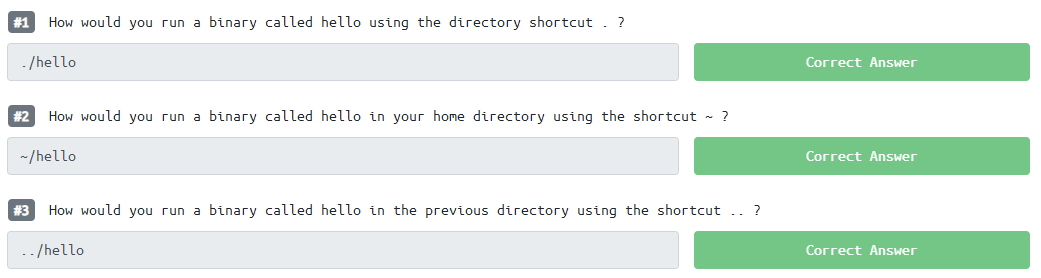 #1 How would you run a binary called hello using the directory shortcut . ?
./hello Correct Answer
#2 How would you run a binary called hello in your home directory using the shortcut ~ ?
~/hello Correct Answer
#3 How would you run a binary called hello in the previous directory using the shortcut .. ?
../hello Correct Answer